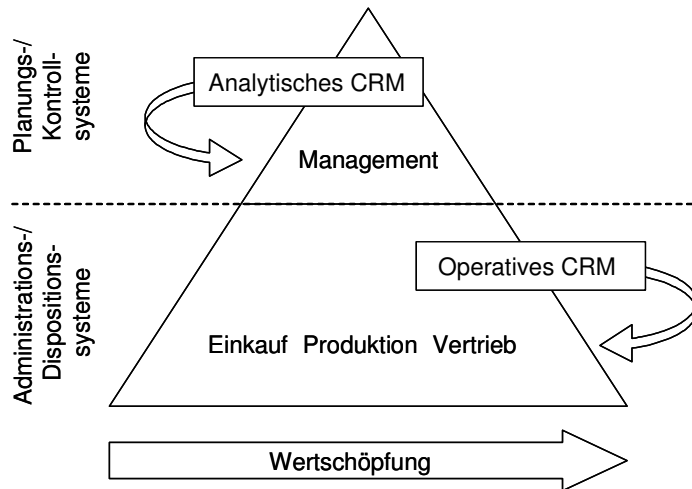 Planungs-/
Kontroll-
systeme
Analytisches CRM
Management
Administrations-/
Dispositions-
systeme
Operatives CRM
Einkauf Produktion Vertrieb
Wertschöpfung